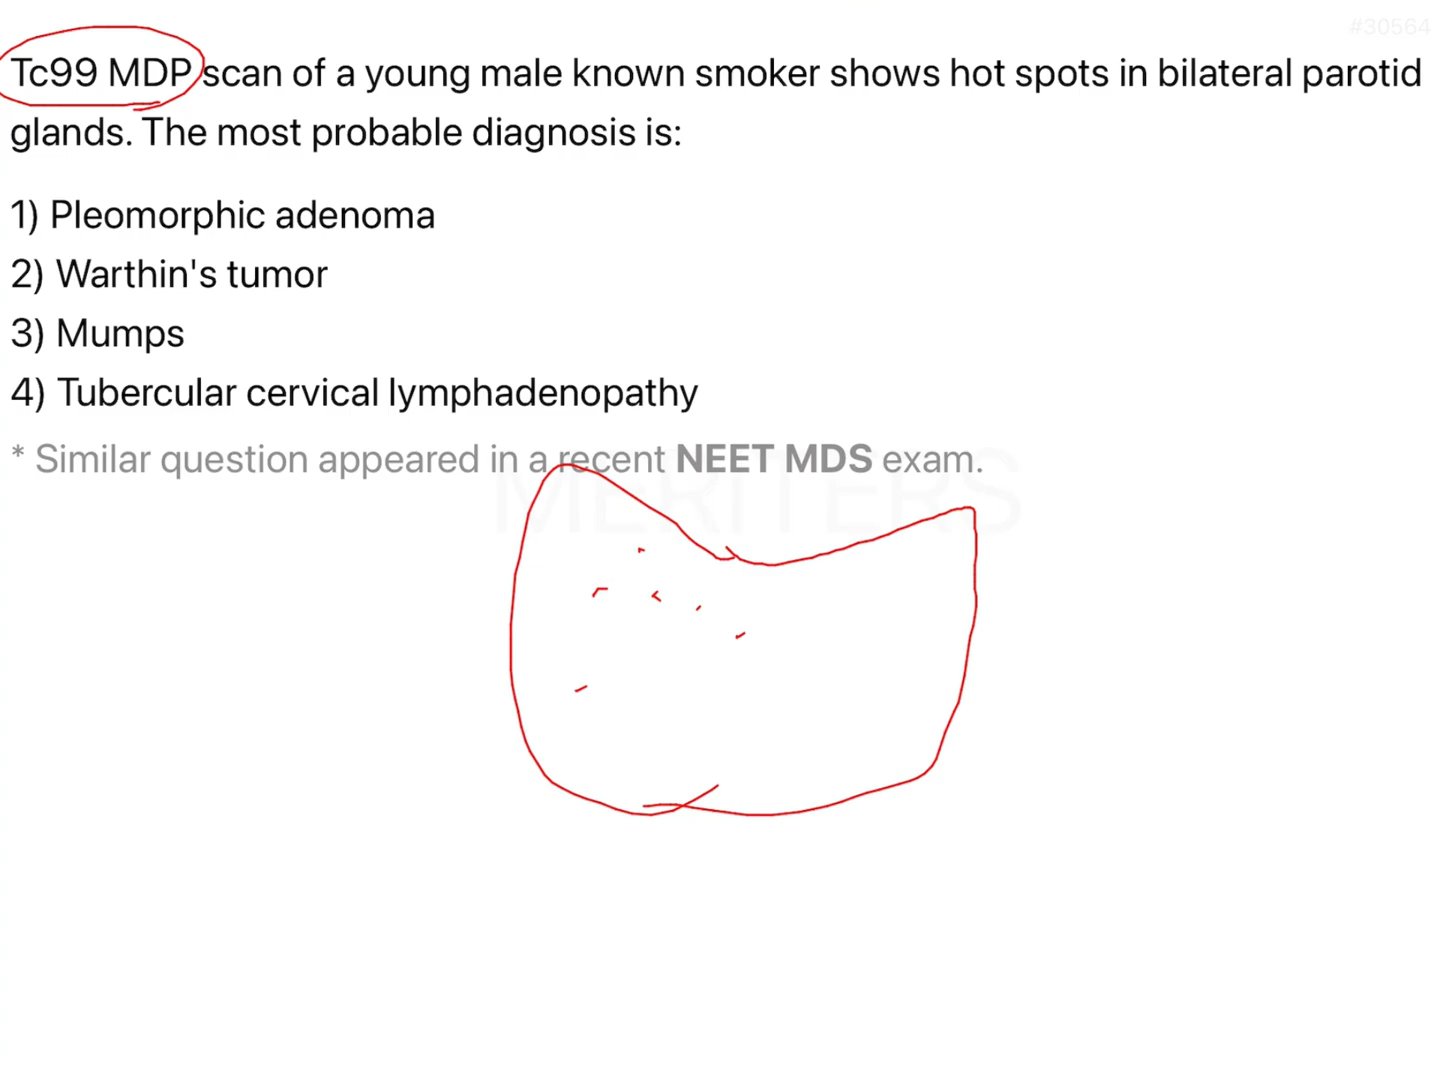 #30564
Tc99 MDP scan of a young male known smoker shows hot spots in bilateral parotid
glands. The most probable diagnosis is:
1) Pleomorphic adenoma
2) Warthin's tumor
3) Mumps
4) Tubercular cervical lymphadenopathy
* Similar question appeared in a recent NEET MDS exam.
MERITERS